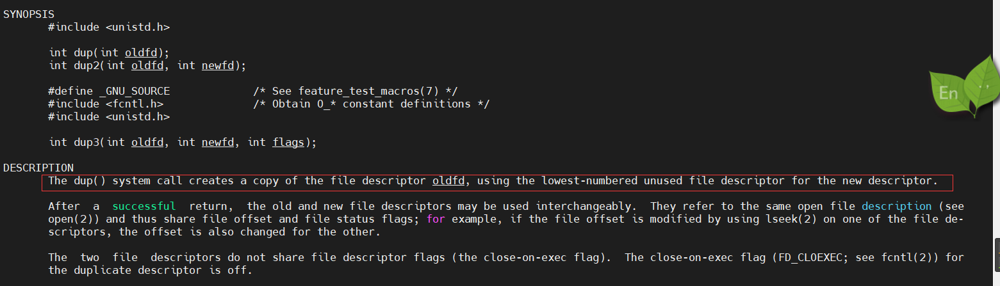 SYNOPSIS
#include <unistd.h>
int dup(int oldfd);
int dup2(int oldfd, int newfd);
#define _GNU_SOURCE /* See feature_test_macros(7) */
#include <fcntl.h> /* Obtain O_* constant definitions */
#include <unistd.h>
int dup3(int oldfd, int newfd, int flags);
DESCRIPTION
The dup() system call creates a copy of the file descriptor oldfd, using the lowest-numbered unused file descriptor for the new descriptor.
After a successful return, the old and new file descriptors may be used interchangeably. They refer to the same open file description (see
open(2)) and thus share file offset and file status flags; for example, if the file offset is modified by using lseek(2) on one of the file de-
scriptors, the offset is also changed for the other.
The two file descriptors do not share file descriptor flags (the close-on-exec flag). The close-on-exec flag (FD_CLOEXEC; see fcntl(2)) for
the duplicate descriptor is off.
En